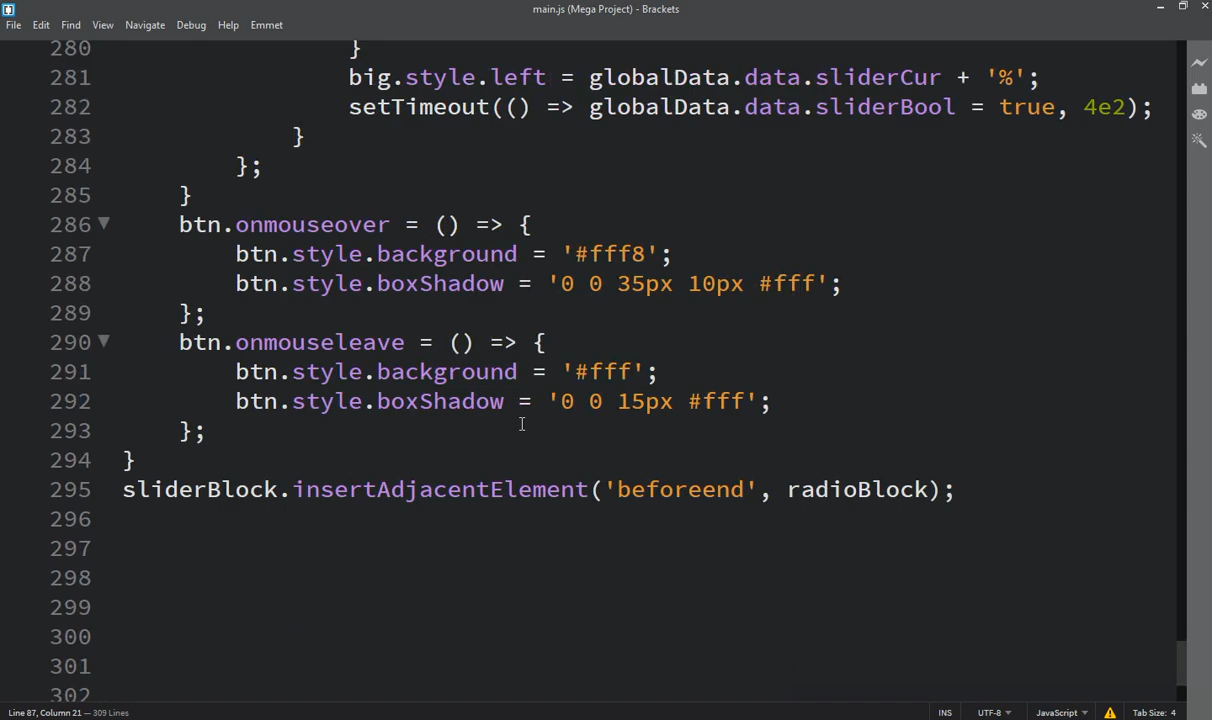 main.js (Mega Project) - Brackets
File Edit Find View Navigate Debug Help Emmet
280 }
281 big.style.left = globalData.data.sliderCur + '%';
282 setTimeout(() => globalData.data.sliderBool = true, 4e2);
283 }
284 };
285 }
286 btn.onmouseover = () => {
287 btn.style.background = '#fff8';
288 btn.style.boxShadow = '0 0 35px 10px #fff';
289 };
290 btn.onmouseleave = () => {
291 btn.style.background = '#fff';
292 btn.style.boxShadow = '0 0 15px #fff';
293 };
294 }
295 sliderBlock.insertAdjacentElement('beforeend', radioBlock);
296
297
298
299
300
301
302
Line 87, Column 21 — 309 Lines INS UTF-8 JavaScript Tab Size: 4